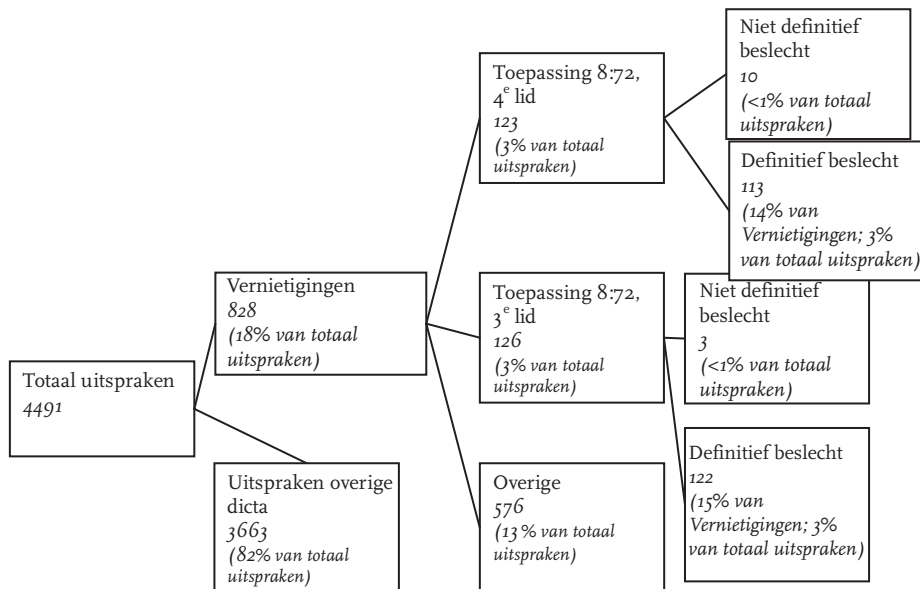 Totaal uitspraken
4491
Vernietigingen
828
(18% van totaal
uitspraken)
Uitspraken overige
dicta
3663
(82% van totaal
uitspraken)
Toepassing 8:72,
4e lid
123
(3% van totaal
uitspraken)
Toepassing 8:72,
3e lid
126
(3% van totaal
uitspraken)
Overige
576
(13% van totaal
uitspraken)
Niet definitief
beslecht
10
(<1% van totaal
uitspraken)
Definitief beslecht
113
(14% van
Vernietigingen; 3%
van totaal uitspraken)
Niet definitief
beslecht
3
(<1% van totaal
uitspraken)
Definitief beslecht
122
(15% van
Vernietigingen; 3%
van totaal uitspraken)